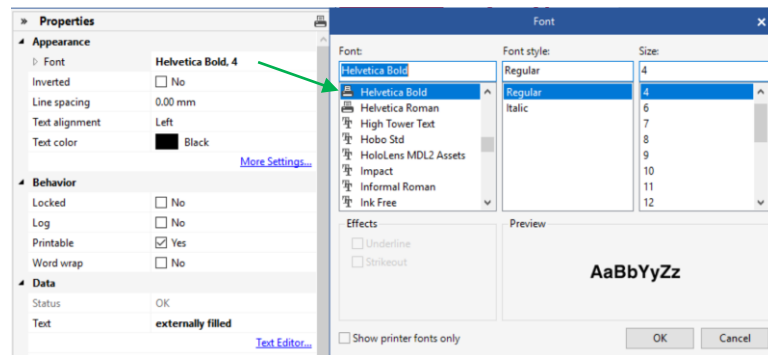 Properties
Appearance
Font Helvetica Bold, 4
Inverted No
Line spacing 0.00 mm
Text alignment Left
Text color Black
More Settings...
Behavior
Locked No
Log No
Printable Yes
Word wrap No
Data
Status OK
Text externally filled
Text Editor...
Font
Font: Font style: Size:
Helvetica Bold Regular 4
Helvetica Bold Regular 4
Helvetica Roman Italic 6
High Tower Text 7
Hobo Std 8
HoloLens MDL2 Assets 9
Impact 10
Informal Roman 11
Ink Free 12
Effects Preview
Underline
Strikeout
AaBbYyZz
Show printer fonts only OK Cancel